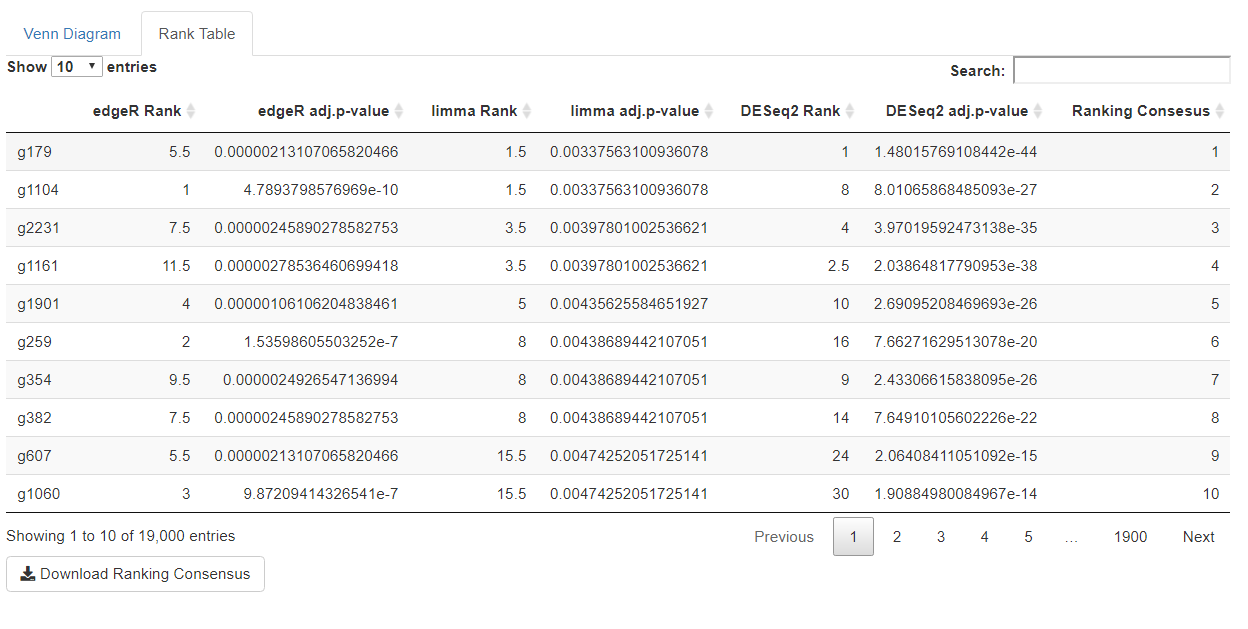 Venn Diagram Rank Table
Show 10 entries Search:
edgeR Rank edgeR adj.p-value limma Rank limma adj.p-value DESeq2 Rank DESeq2 adj.p-value Ranking Consesus
g179 5.5 0.00000213107065820466 1.5 0.00337563100936078 1 1.48015769108442e-44 1
g1104 1 4.7893798576969e-10 1.5 0.00337563100936078 8 8.01065868485093e-27 2
g2231 7.5 0.00000245890278582753 3.5 0.00397801002536621 4 3.97019592473138e-35 3
g1161 11.5 0.00000278536460699418 3.5 0.00397801002536621 2.5 2.03864817790953e-38 4
g1901 4 0.00000106106204838461 5 0.00435625584651927 10 2.69095208469693e-26 5
g259 2 1.53598605503252e-7 8 0.00438689442107051 16 7.66271629513078e-20 6
g354 9.5 0.0000024926547136994 8 0.00438689442107051 9 2.43306615838095e-26 7
g382 7.5 0.00000245890278582753 8 0.00438689442107051 14 7.64910105602226e-22 8
g607 5.5 0.00000213107065820466 15.5 0.00474252051725141 24 2.06408411051092e-15 9
g1060 3 9.87209414326541e-7 15.5 0.00474252051725141 30 1.90884980084967e-14 10
Showing 1 to 10 of 19,000 entries Previous 1 2 3 4 5 … 1900 Next
Download Ranking Consensus